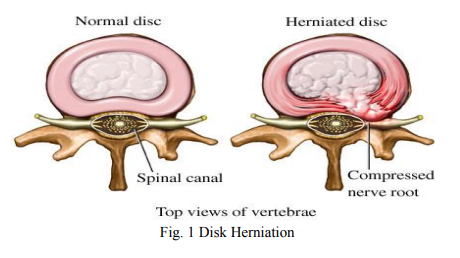 Normal disc
Herniated disc
Spinal canal
Compressed
nerve root
Top views of vertebrae
Fig. 1 Disk Herniation